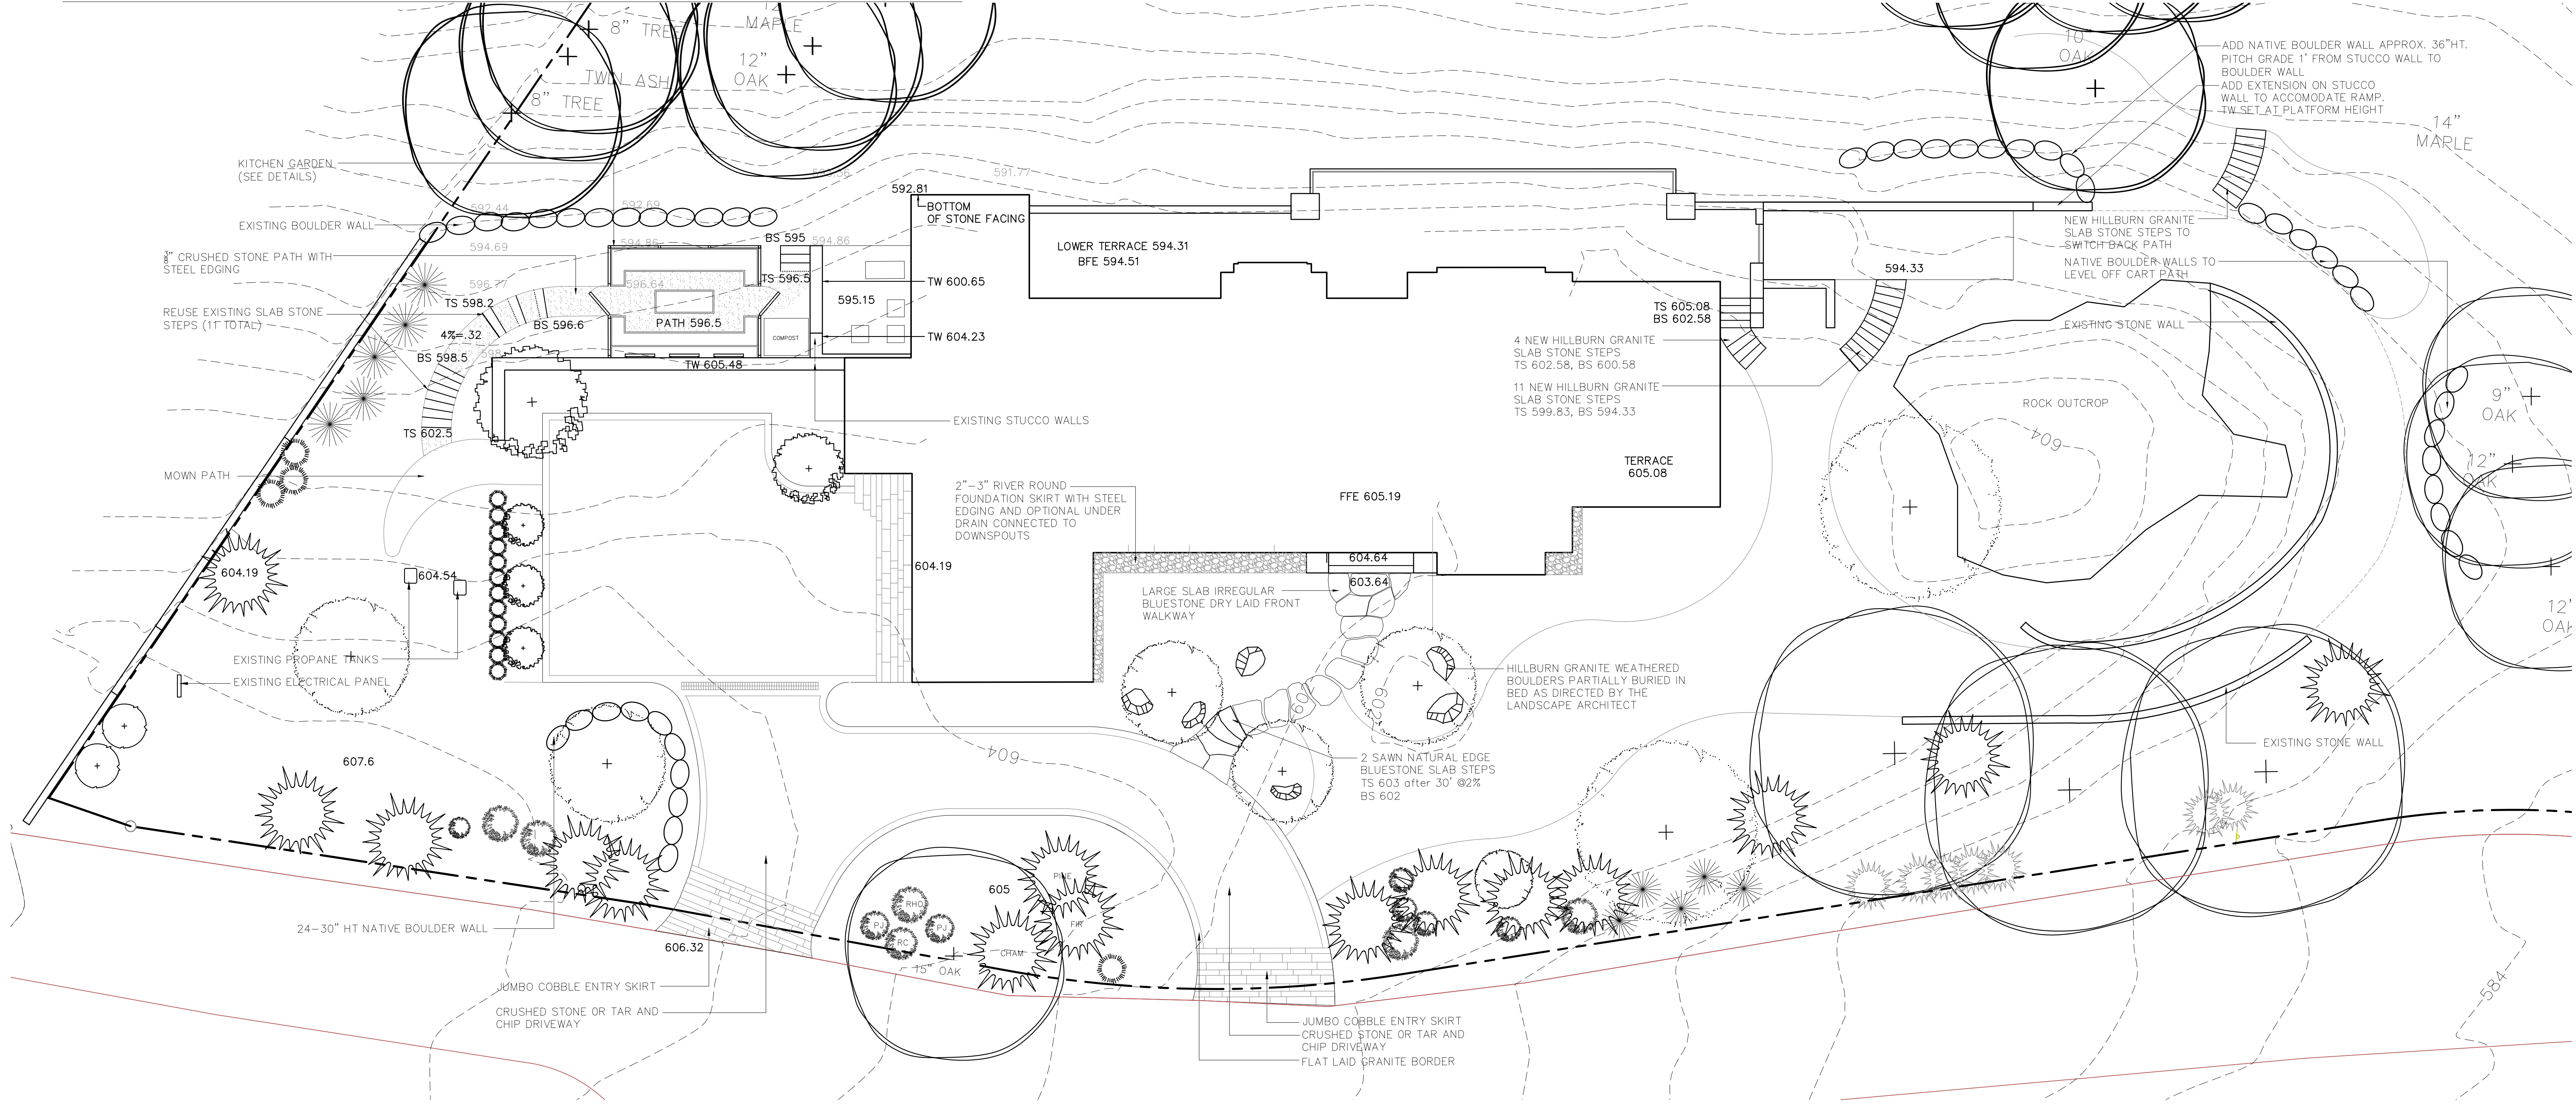 8" TREE
TWIN ASH
8" TREE
MAPLE
12"
OAK
10"
OAK
ADD NATIVE BOULDER WALL APPROX. 36"HT.
PITCH GRADE 1' FROM STUCCO WALL TO
BOULDER WALL
ADD EXTENSION ON STUCCO
WALL TO ACCOMODATE RAMP.
TW SET AT PLATFORM HEIGHT
14"
MAPLE
KITCHEN GARDEN
(SEE DETAILS)
EXISTING BOULDER WALL
CRUSHED STONE PATH WITH
STEEL EDGING
REUSE EXISTING SLAB STONE
STEPS (11 TOTAL)
592.44
592.69
594.69
594.86
594.86
596.77
596.64
591.77
592.81
BOTTOM
OF STONE FACING
BS 595
TS 596.5
TW 600.65
595.15
TW 604.23
TS 598.2
BS 596.6
4%=.32
BS 598.5
PATH 596.5
COMPOST
TW 605.48
TS 602.5
LOWER TERRACE 594.31
BFE 594.51
594.33
NEW HILLBURN GRANITE
SLAB STONE STEPS TO
SWITCH BACK PATH
NATIVE BOULDER WALLS TO
LEVEL OFF CART PATH
EXISTING STONE WALL
TS 605.08
BS 602.58
4 NEW HILLBURN GRANITE
SLAB STONE STEPS
TS 602.58, BS 600.58
11 NEW HILLBURN GRANITE
SLAB STONE STEPS
TS 599.83, BS 594.33
ROCK OUTCROP
604
9"
OAK
12"
OAK
12"
EXISTING STUCCO WALLS
MOWN PATH
2"-3" RIVER ROUND
FOUNDATION SKIRT WITH STEEL
EDGING AND OPTIONAL UNDER
DRAIN CONNECTED TO
DOWNSPOUTS
TERRACE
605.08
FFE 605.19
604.64
603.64
604.19
604.54
604.19
LARGE SLAB IRREGULAR
BLUESTONE DRY LAID FRONT
WALKWAY
EXISTING PROPANE TANKS
EXISTING ELECTRICAL PANEL
HILLBURN GRANITE WEATHERED
BOULDERS PARTIALLY BURIED IN
BED AS DIRECTED BY THE
LANDSCAPE ARCHITECT
602
602
604
2 SAWN NATURAL EDGE
BLUESTONE SLAB STEPS
TS 603 after 30' @2%
BS 602
EXISTING STONE WALL
607.6
605
PINE
FIR
CHAM
RHO
PJ
PJ
RC
15" OAK
24-30" HT NATIVE BOULDER WALL
606.32
JUMBO COBBLE ENTRY SKIRT
CRUSHED STONE OR TAR AND
CHIP DRIVEWAY
JUMBO COBBLE ENTRY SKIRT
CRUSHED STONE OR TAR AND
CHIP DRIVEWAY
FLAT LAID GRANITE BORDER
584